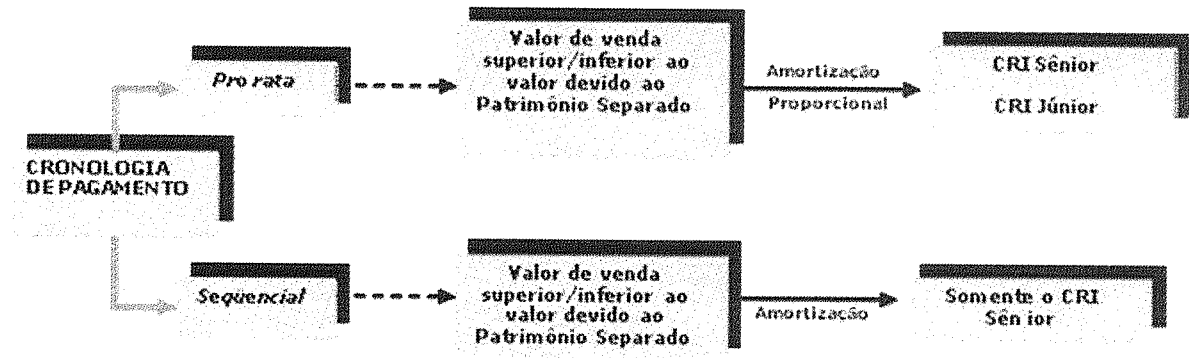 Pro rata
Valor de venda
superior/inferior ao
valor devido ao
Patrimônio Separado
Amortização
Proporcional
CRI Sênior
CRI Júnior
CRONOLOGIA
DE PAGAMENTO
Seqüencial
Valor de venda
superior/inferior ao
valor devido ao
Patrimônio Separado
Amortização
Somente o CRI
Sênior